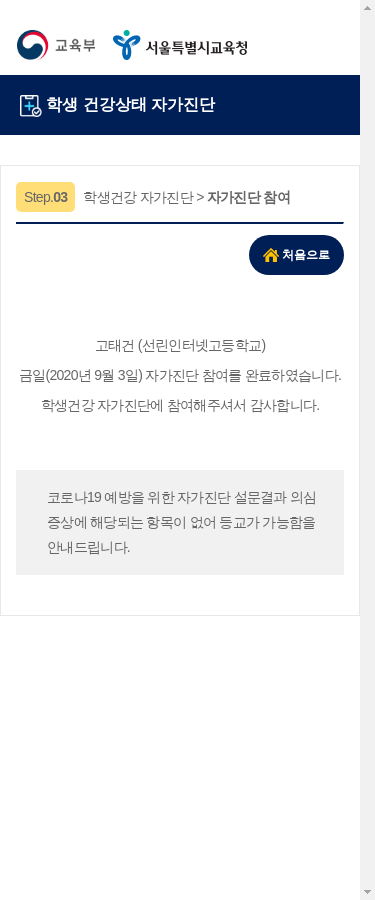 교육부 서울특별시교육청
학생 건강상태 자가진단
Step.03 학생건강 자가진단 > 자가진단 참여
처음으로
고태건 (선린인터넷고등학교)
금일(2020년 9월 3일) 자가진단 참여를 완료하였습니다.
학생건강 자가진단에 참여해주셔서 감사합니다.
코로나19 예방을 위한 자가진단 설문결과 의심
증상에 해당되는 항목이 없어 등교가 가능함을
안내드립니다.